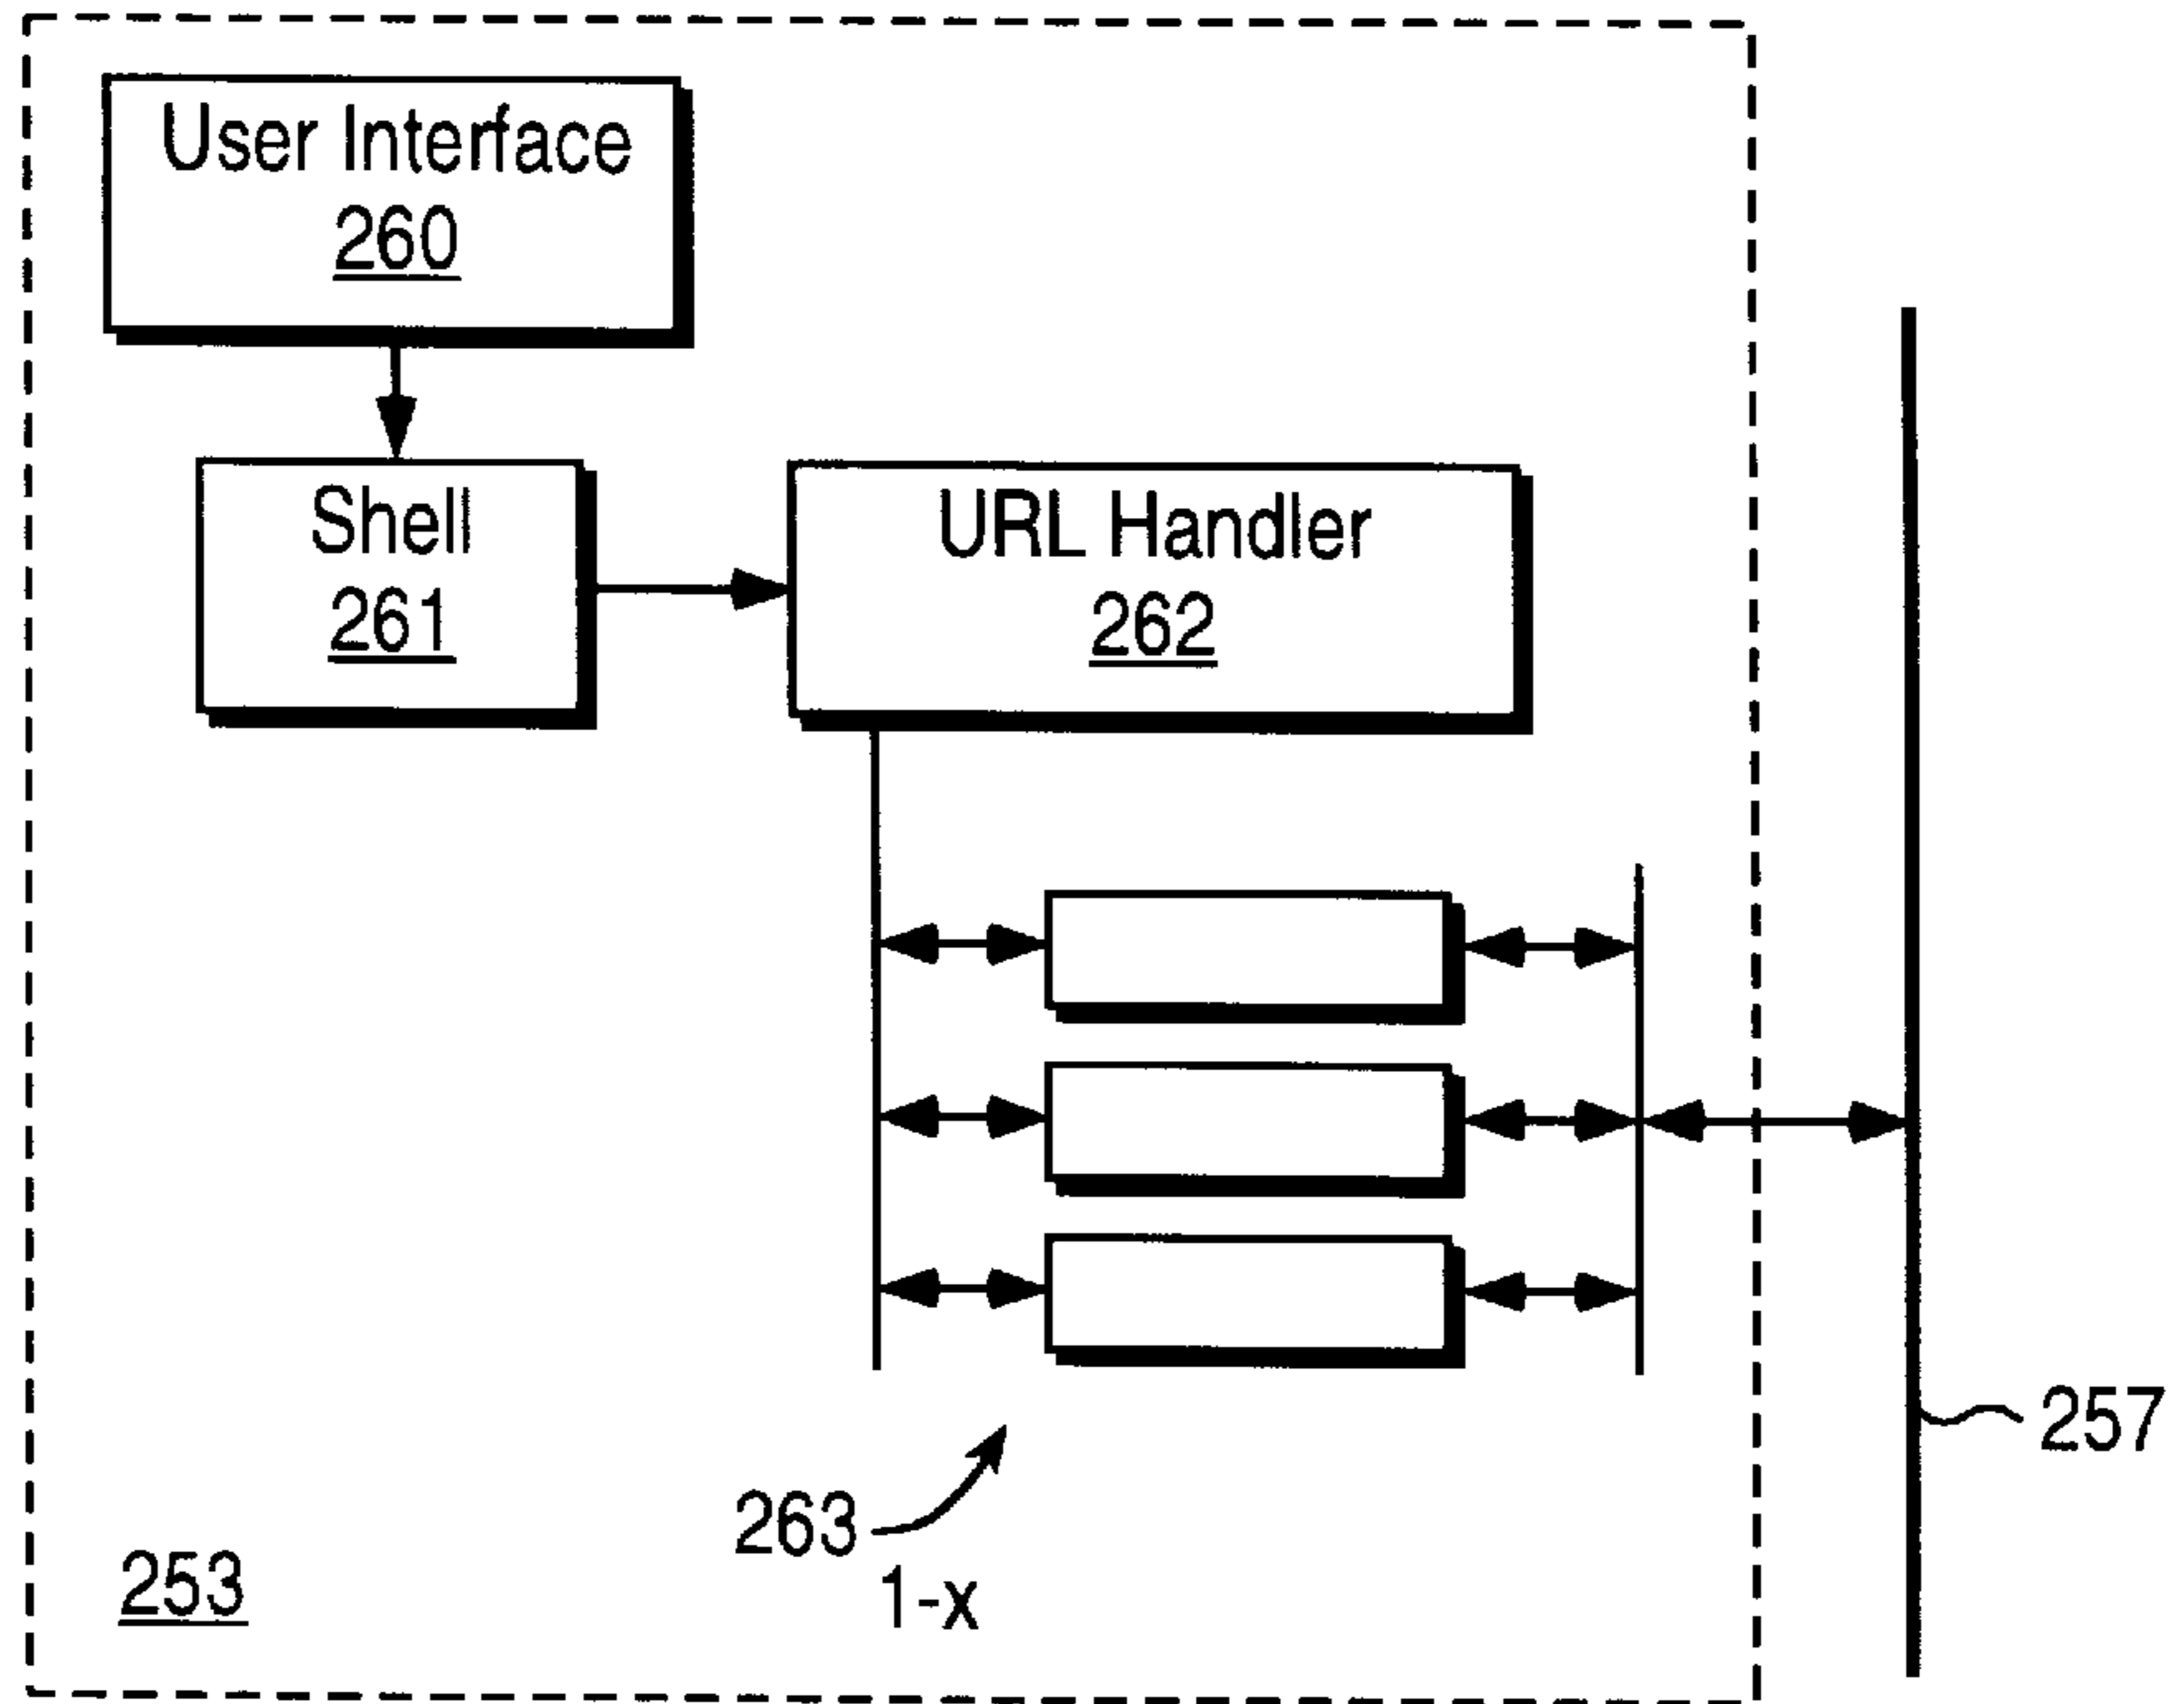 User Interface
260
Shell
261
URL Handler
262
257
263
1-x
253